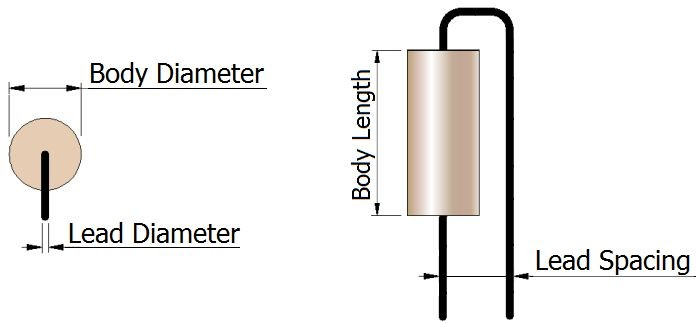 Body Diameter
Lead Diameter
Body Length
Lead Spacing